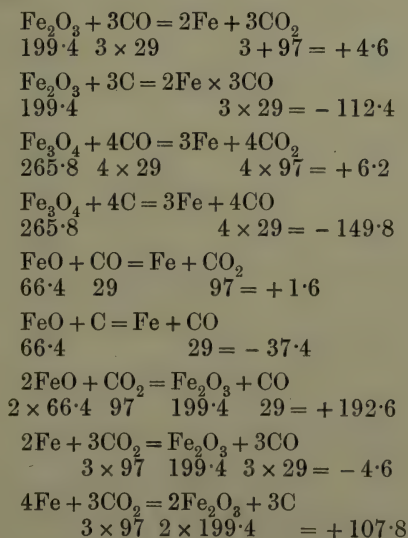 Fe₂O₃ + 3CO = 2Fe + 3CO₂
199·4 3 × 29 3 + 97 = + 4·6
Fe₂O₃ + 3C = 2Fe × 3CO
199·4 3 × 29 = − 112·4
Fe₃O₄ + 4CO = 3Fe + 4CO₂
265·8 4 × 29 4 × 97 = + 6·2
Fe₃O₄ + 4C = 3Fe + 4CO
265·8 4 × 29 = − 149·8
FeO + CO = Fe + CO₂
66·4 29 97 = + 1·6
FeO + C = Fe + CO
66·4 29 = − 37·4
2FeO + CO₂ = Fe₂O₃ + CO
2 × 66·4 97 199·4 29 = + 192·6
2Fe + 3CO₂ = Fe₂O₃ + 3CO
3 × 97 199·4 3 × 29 = − 4·6
4Fe + 3CO₂ = 2Fe₂O₃ + 3C
3 × 97 2 × 199·4 = + 107·8